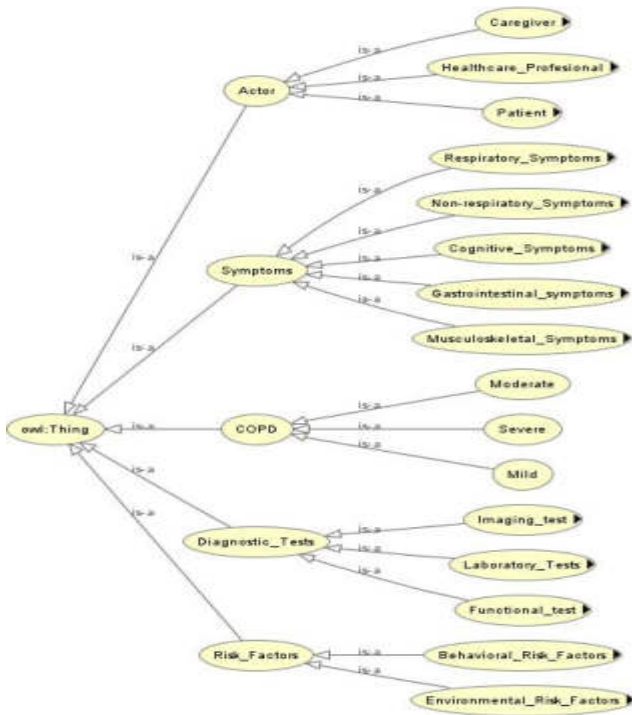 Caregiver
is-a
Healthcare_Profesional
is-a
Actor
is-a
Patient
Respiratory_Symptoms
is-a
Non-respiratory_Symptoms
is-a
Cognitive_Symptoms
is-a
is-a
Symptoms
is-a
Gastrointestinal_symptoms
is-a
Musculoskeletal_Symptoms
is-a
Moderate
is-a
owl:Thing
is-a
COPD
is-a
Severe
is-a
Mild
is-a
Imaging_test
is-a
is-a
Diagnostic_Tests
is-a
Laboratory_Tests
is-a
is-a
Functional_test
Risk_Factors
is-a
Behavioral_Risk_Factors
is-a
Environmental_Risk_Factors